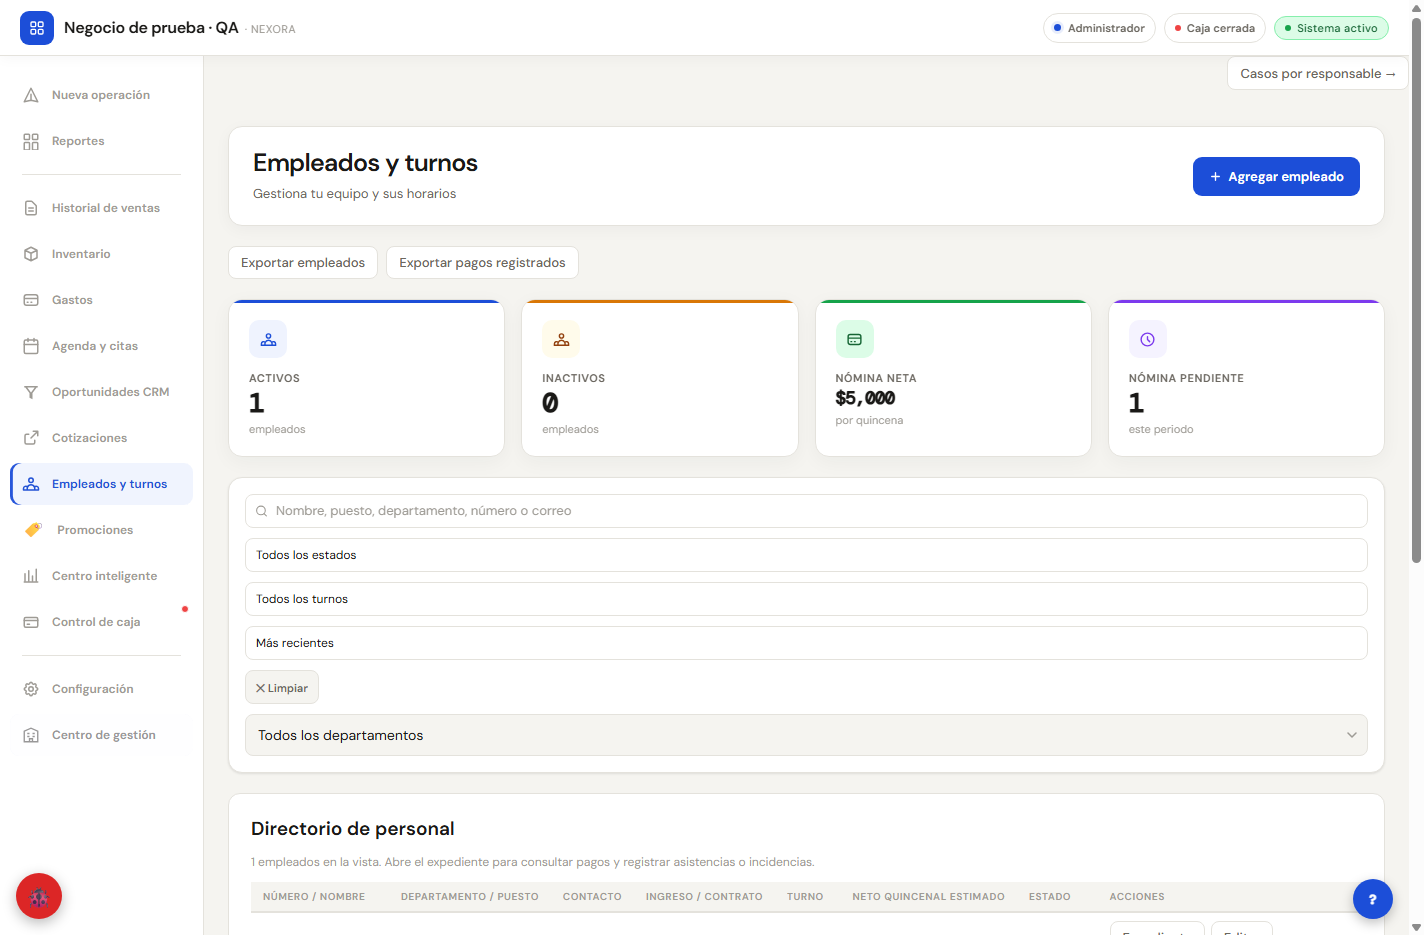 Negocio de prueba · QA · NEXORA
Administrador
Caja cerrada
Sistema activo
Casos por responsable →
Nueva operación
Reportes
Historial de ventas
Inventario
Gastos
Agenda y citas
Oportunidades CRM
Cotizaciones
Empleados y turnos
Promociones
Centro inteligente
Control de caja
Configuración
Centro de gestión
Empleados y turnos
Gestiona tu equipo y sus horarios
+ Agregar empleado
Exportar empleados
Exportar pagos registrados
ACTIVOS
1
empleados
INACTIVOS
0
empleados
NÓMINA NETA
$5,000
por quincena
NÓMINA PENDIENTE
1
este periodo
Nombre, puesto, departamento, número o correo
Todos los estados
Todos los turnos
Más recientes
Limpiar
Todos los departamentos
Directorio de personal
1 empleados en la vista. Abre el expediente para consultar pagos y registrar asistencias o incidencias.
NÚMERO / NOMBRE DEPARTAMENTO / PUESTO CONTACTO INGRESO / CONTRATO TURNO NETO QUINCENAL ESTIMADO ESTADO ACCIONES
?